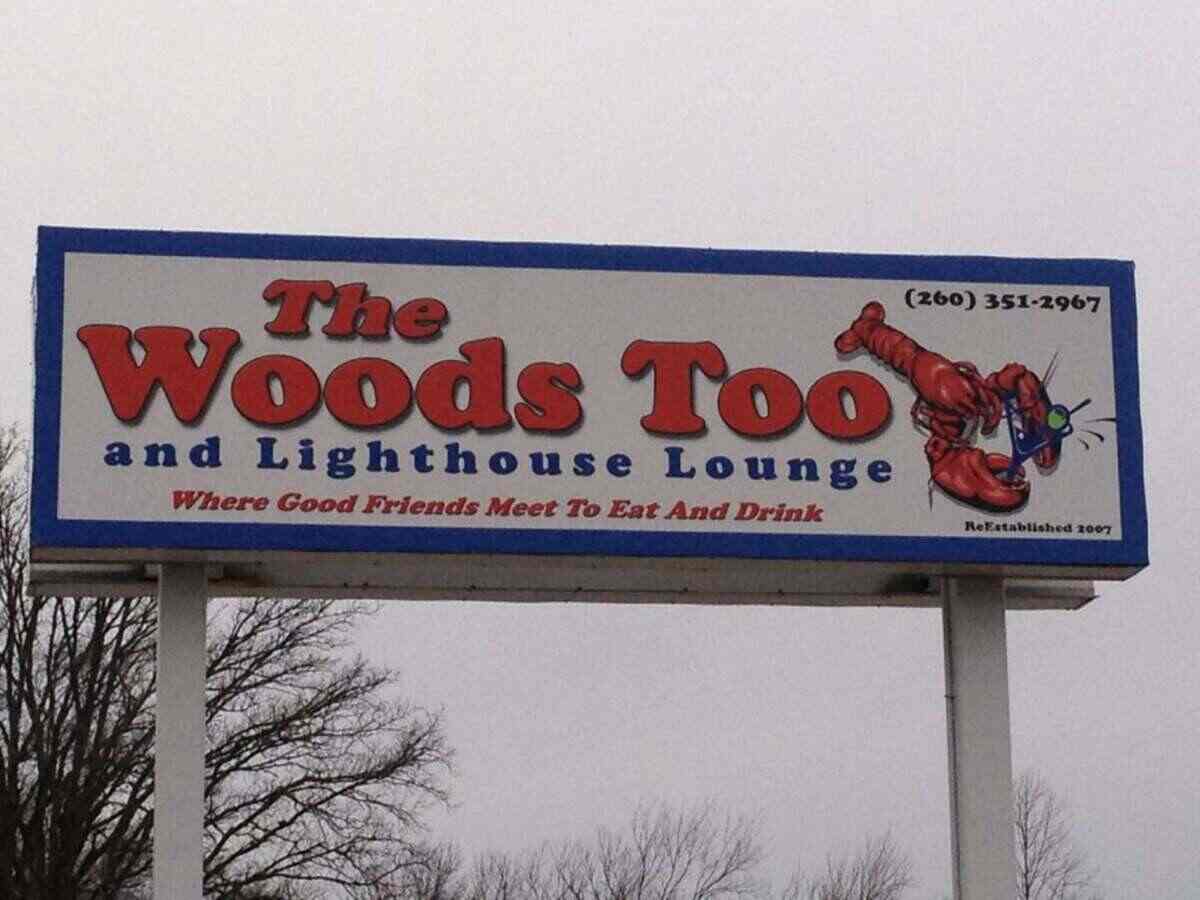 (260) 351-2967
The
Woods Too
and Lighthouse Lounge
Where Good Friends Meet To Eat And Drink
ReEstablished 2007